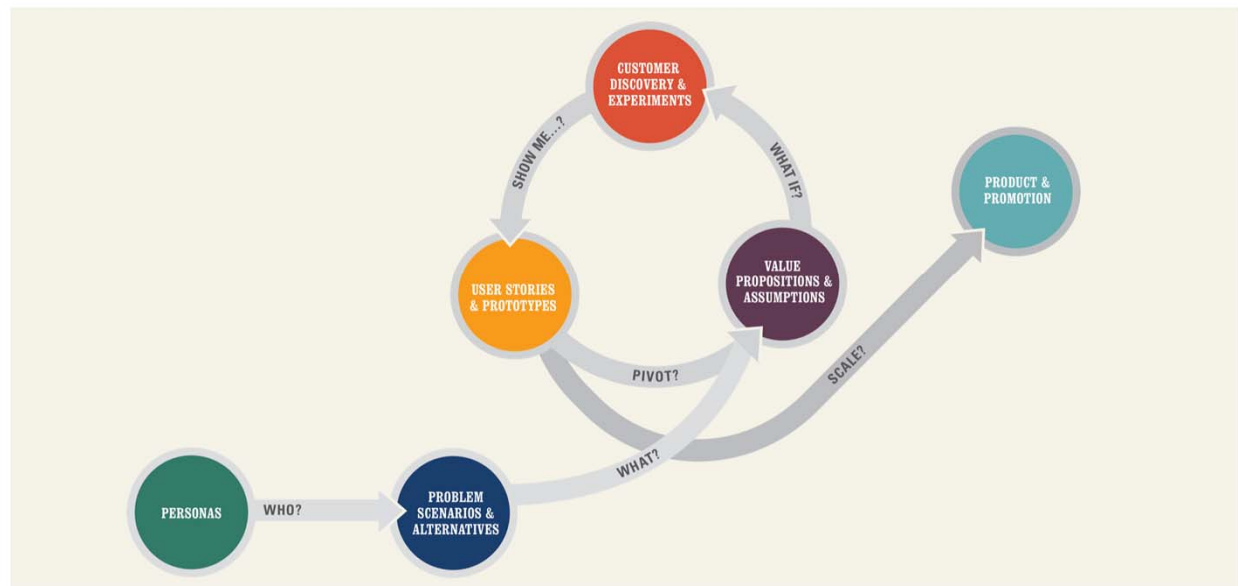 CUSTOMER
DISCOVERY &
EXPERIMENTS
SHOW ME...?
WHAT IF?
PRODUCT &
PROMOTION
USER STORIES
& PROTOTYPES
VALUE
PROPOSITIONS &
ASSUMPTIONS
PIVOT?
SCALE?
WHAT?
PERSONAS
WHO?
PROBLEM
SCENARIOS &
ALTERNATIVES